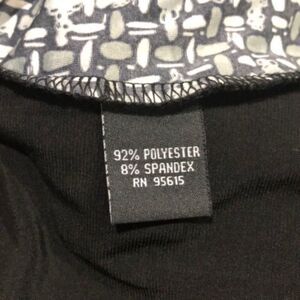 92% POLYESTER
8% SPANDEX
RN 95615